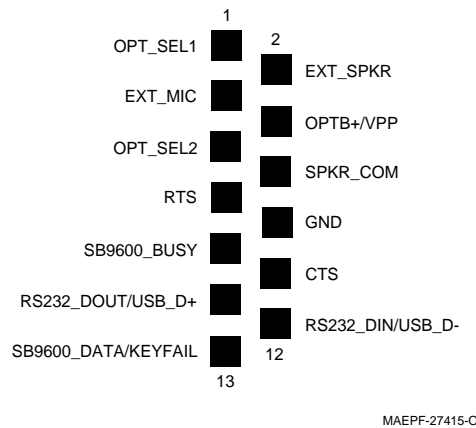 1
OPT_SEL1
2
EXT_SPKR
EXT_MIC
OPTB+/VPP
OPT_SEL2
SPKR_COM
RTS
GND
SB9600_BUSY
CTS
RS232_DOUT/USB_D+
RS232_DIN/USB_D-
SB9600_DATA/KEYFAIL
12
13
MAEPF-27415-O